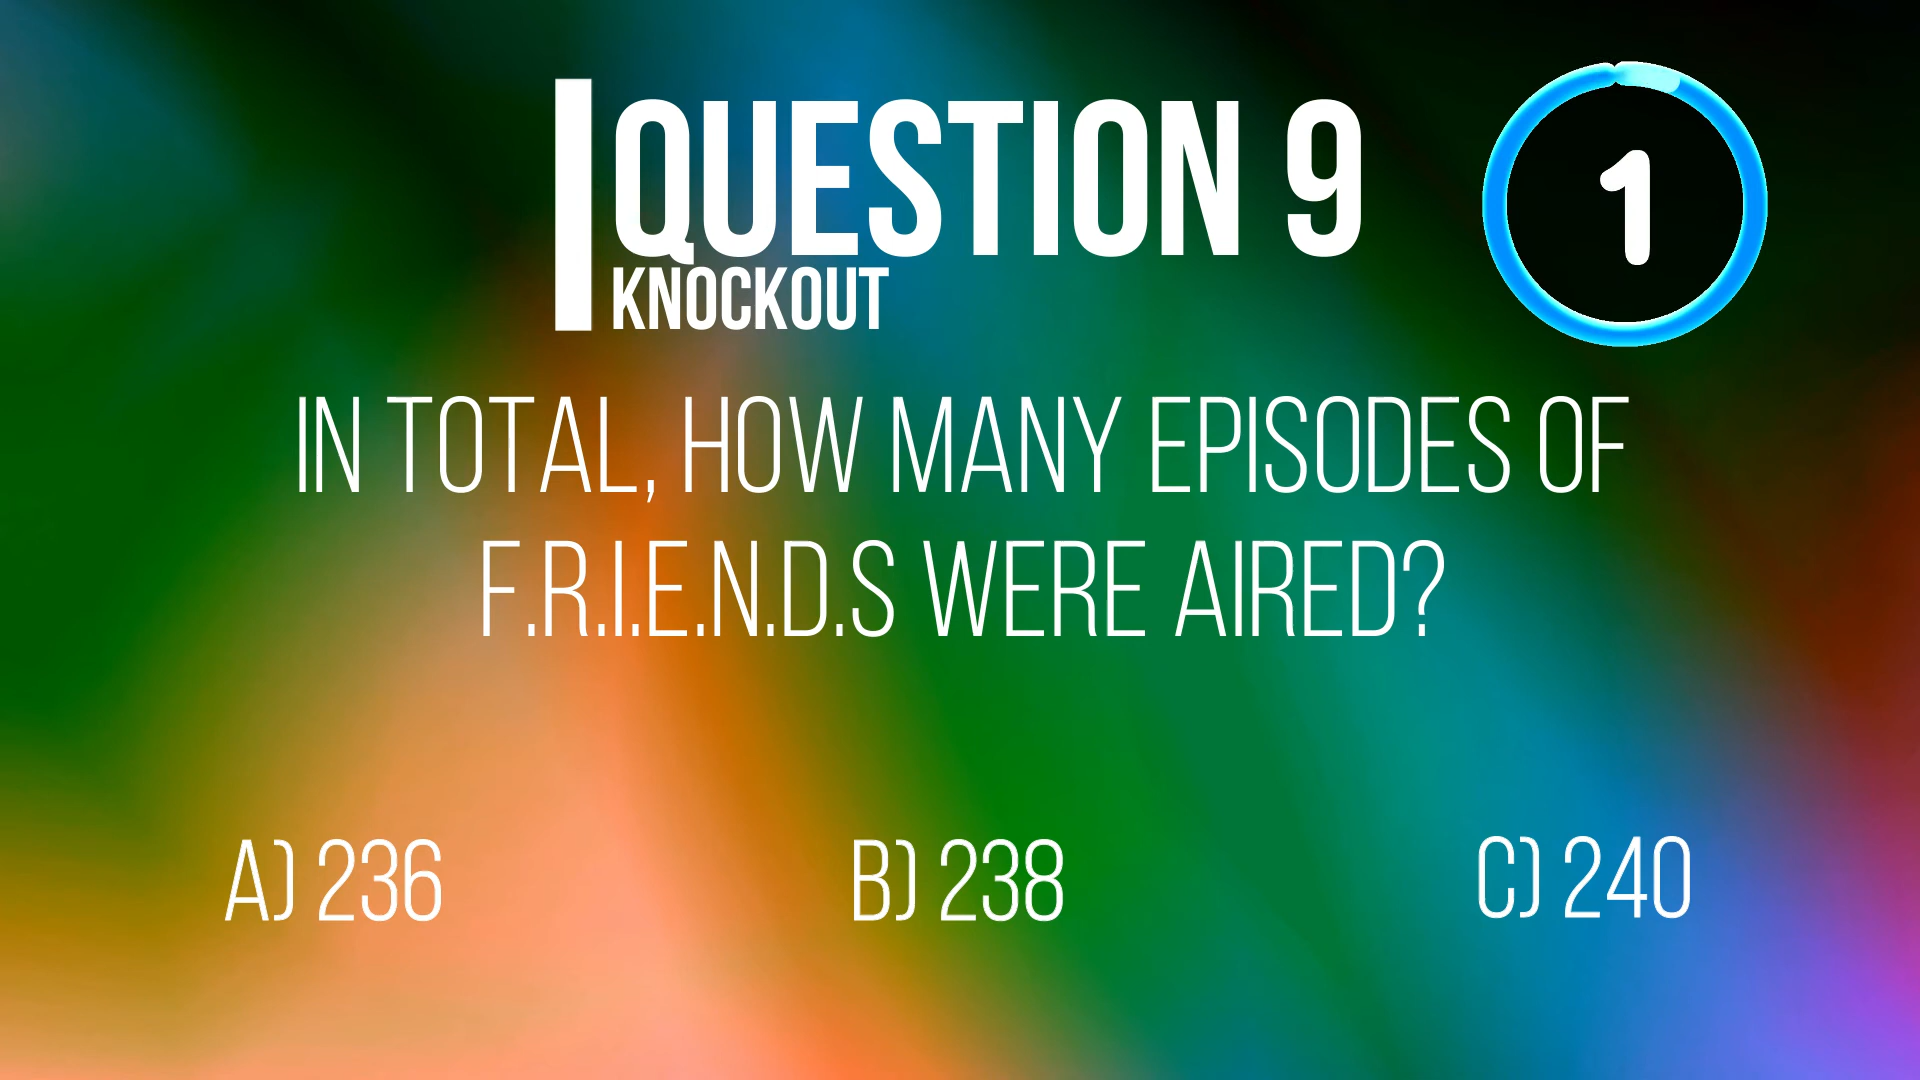 QUESTION 9
KNOCKOUT
1
IN TOTAL, HOW MANY EPISODES OF
F.R.I.E.N.D.S WERE AIRED?
A) 236
B) 238
C) 240